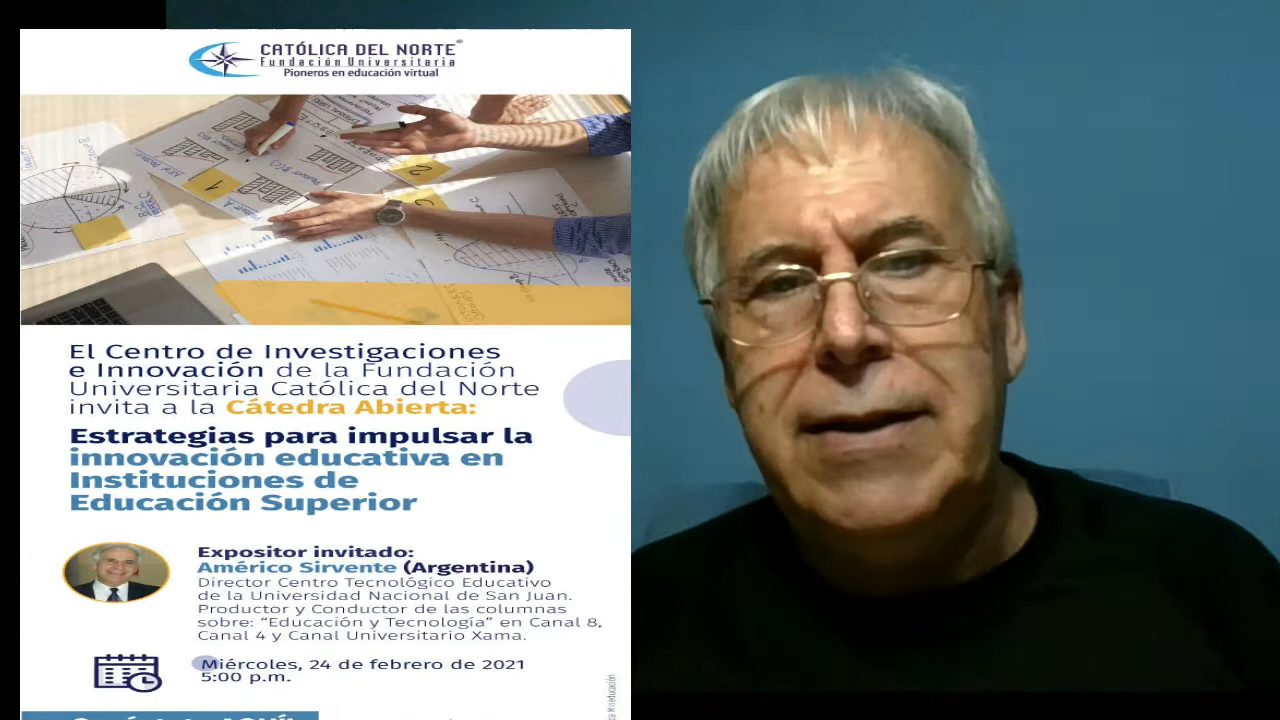 CATÓLICA DEL NORTE®
Fundación Universitaria
Pioneros en educación virtual
1
2
El Centro de Investigaciones
e Innovación de la Fundación
Universitaria Católica del Norte
invita a la Cátedra Abierta:
Estrategias para impulsar la
innovación educativa en
Instituciones de
Educación Superior
Expositor invitado:
Américo Sirvente (Argentina)
Director Centro Tecnológico Educativo
de la Universidad Nacional de San Juan.
Productor y Conductor de las columnas
sobre: “Educación y Tecnología” en Canal 8,
Canal 4 y Canal Universitario Xama.
Miércoles, 24 de febrero de 2021
5:00 p.m.